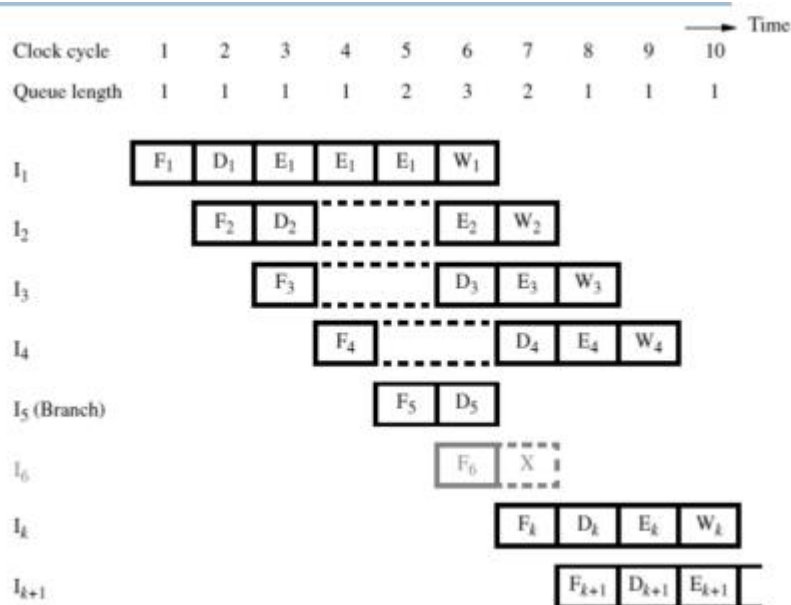 Time
Clock cycle 1 2 3 4 5 6 7 8 9 10
Queue length 1 1 1 1 2 3 2 1 1 1
I₁ F₁ D₁ E₁ E₁ E₁ W₁
I₂ F₂ D₂ E₂ W₂
I₃ F₃ D₃ E₃ W₃
I₄ F₄ D₄ E₄ W₄
I₅ (Branch) F₅ D₅
I₆ F₆ X
Iₖ Fₖ Dₖ Eₖ Wₖ
Iₖ₊₁ Fₖ₊₁ Dₖ₊₁ Eₖ₊₁